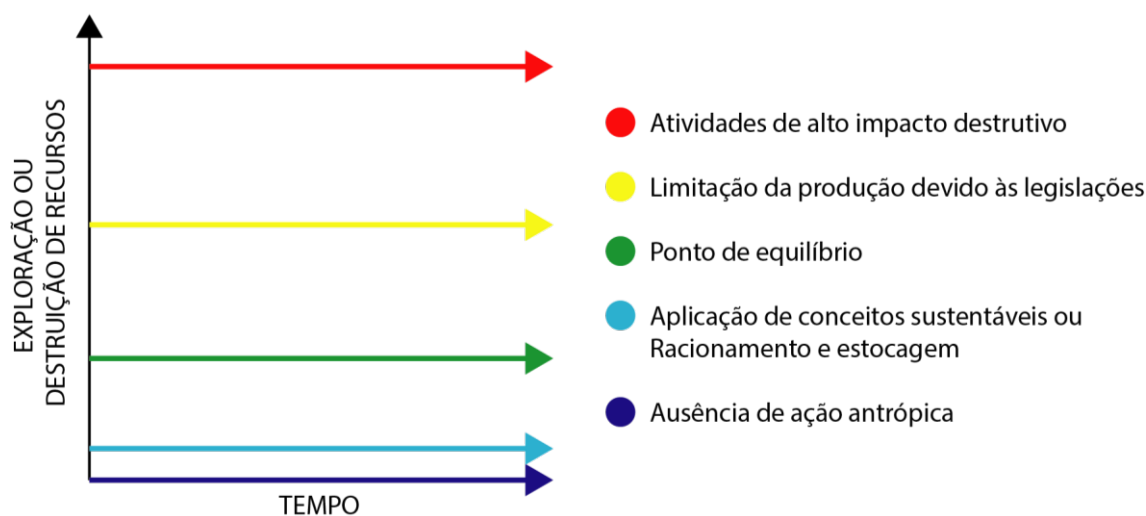 EXPLORAÇÃO OU
DESTRUIÇÃO DE RECURSOS
TEMPO
Atividades de alto impacto destrutivo
Limitação da produção devido às legislações
Ponto de equilíbrio
Aplicação de conceitos sustentáveis ou
Racionamento e estocagem
Ausência de ação antrópica